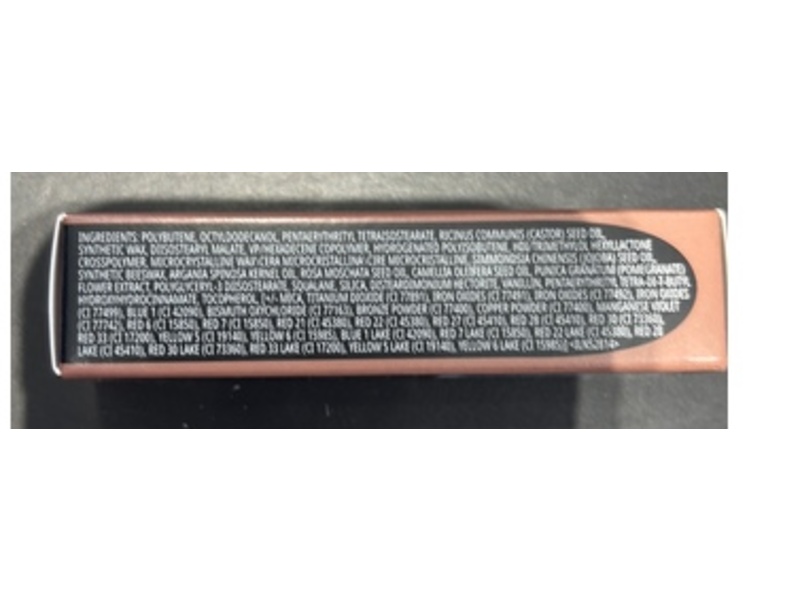 INGREDIENTS: POLYBUTENE, OCTYLDODECANOL, PENTAERYTHRITYL TETRAISOSTEARATE, RICINUS COMMUNIS (CASTOR) SEED OIL,
SYNTHETIC WAX, DIISOSTEARYL MALATE, VP/HEXADECENE COPOLYMER, HYDROGENATED POLYISOBUTENE, HDI/TRIMETHYLOL HEXYLLACTONE
CROSSPOLYMER, MICROCRYSTALLINE WAX/CERA MICROCRISTALLINA/CIRE MICROCRISTALLINE, SIMMONDSIA CHINENSIS (JOJOBA) SEED OIL,
SYNTHETIC BEESWAX, ARGANIA SPINOSA KERNEL OIL, ROSA MOSCHATA SEED OIL, CAMELLIA OLEIFERA SEED OIL, PUNICA GRANATUM (POMEGRANATE)
FLOWER EXTRACT, POLYGLYCERYL-3 DIISOSTEARATE, SQUALANE, SILICA, DISTEARDIMONIUM HECTORITE, VANILLIN, PENTAERYTHRITYL TETRA-DI-T-BUTYL
HYDROXYHYDROCINNAMATE, TOCOPHEROL, [+/- MICA, TITANIUM DIOXIDE (CI 77891), IRON OXIDES (CI 77491), IRON OXIDES (CI 77492), IRON OXIDES
(CI 77499), BLUE 1 (CI 42090), BISMUTH OXYCHLORIDE (CI 77163), BRONZE POWDER (CI 77400), COPPER POWDER (CI 77400), MANGANESE VIOLET
(CI 77742), RED 6 (CI 15850), RED 7 (CI 15850), RED 21 (CI 45380), RED 22 (CI 45380), RED 27 (CI 45410), RED 28 (CI 45410), RED 30 (CI 73360),
RED 33 (CI 17200), YELLOW 5 (CI 19140), YELLOW 6 (CI 15985), BLUE 1 LAKE (CI 42090), RED 7 LAKE (CI 15850), RED 22 LAKE (CI 45380), RED 28
LAKE (CI 45410), RED 30 LAKE (CI 73360), RED 33 LAKE (CI 17200), YELLOW 5 LAKE (CI 19140), YELLOW 6 LAKE (CI 15985)]